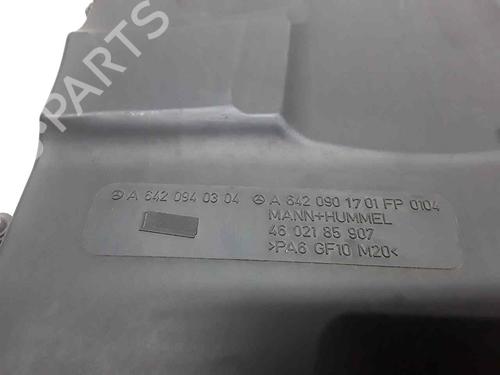 PARTS
A 642 094 03 04 A 642 090 17 01 FP 0104
MANN+HUMMEL
46 021 85 907
>PA6 GF10 M20<